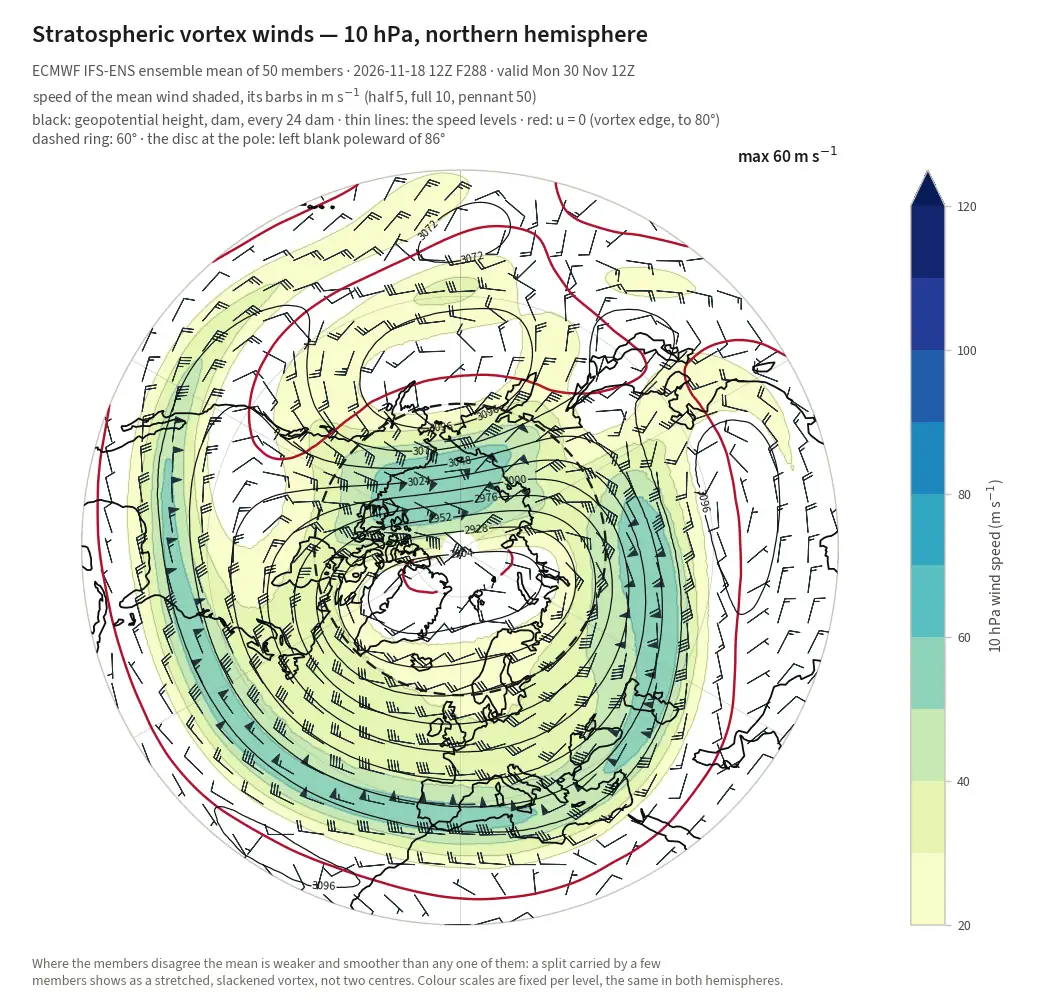 Stratospheric vortex winds — 10 hPa, northern hemisphere
ECMWF IFS-ENS ensemble mean of 50 members · 2026-11-18 12Z F288 · valid Mon 30 Nov 12Z
speed of the mean wind shaded, its barbs in m s⁻¹ (half 5, full 10, pennant 50)
black: geopotential height, dam, every 24 dam · thin lines: the speed levels · red: u = 0 (vortex edge, to 80°)
dashed ring: 60° · the disc at the pole: left blank poleward of 86°
max 60 m s⁻¹
120
100
80
60
40
20
10 hPa wind speed (m s⁻¹)
3072
3072
3096
3048
3024
3000
2976
2952
2928
3096
3096
Where the members disagree the mean is weaker and smoother than any one of them: a split carried by a few
members shows as a stretched, slackened vortex, not two centres. Colour scales are fixed per level, the same in both hemispheres.